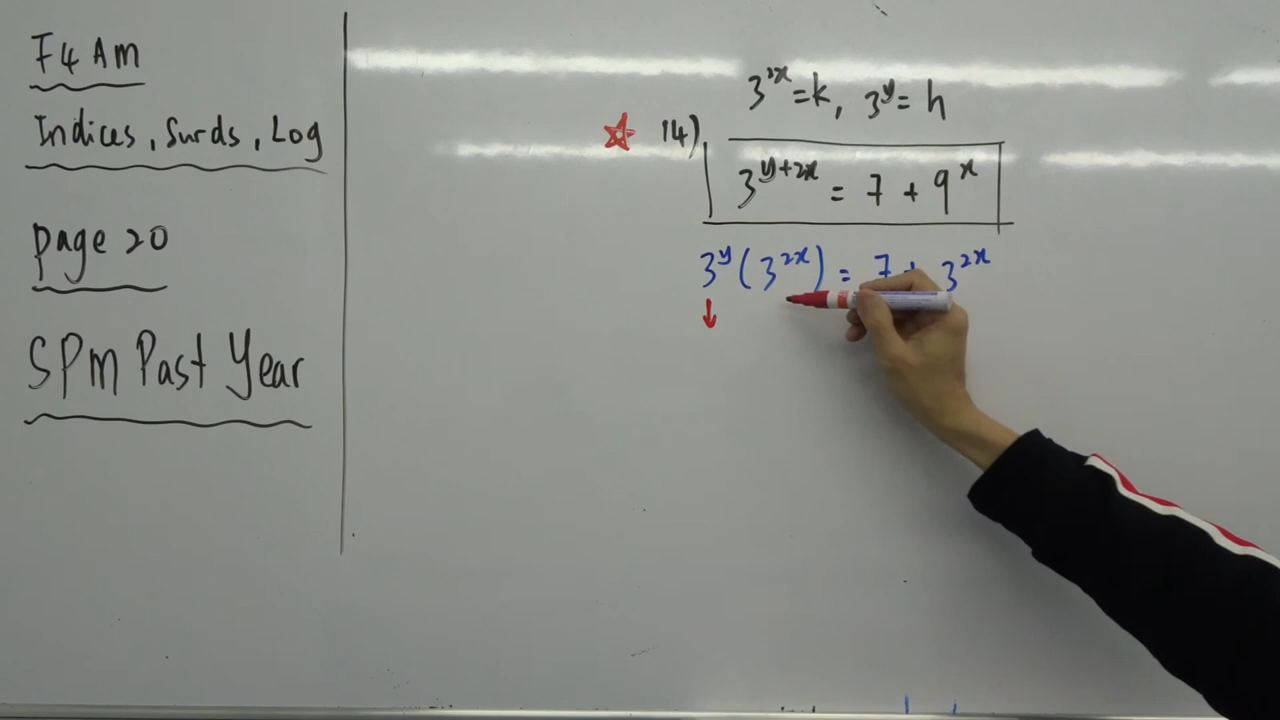 F4 Am
Indices, Surds, Log
page 20
SPM Past Year
3^{2x} = k, 3^y = h
14)
3^{y+2x} = 7 + 9^x
3^y (3^{2x}) = 7 + 3^{2x}